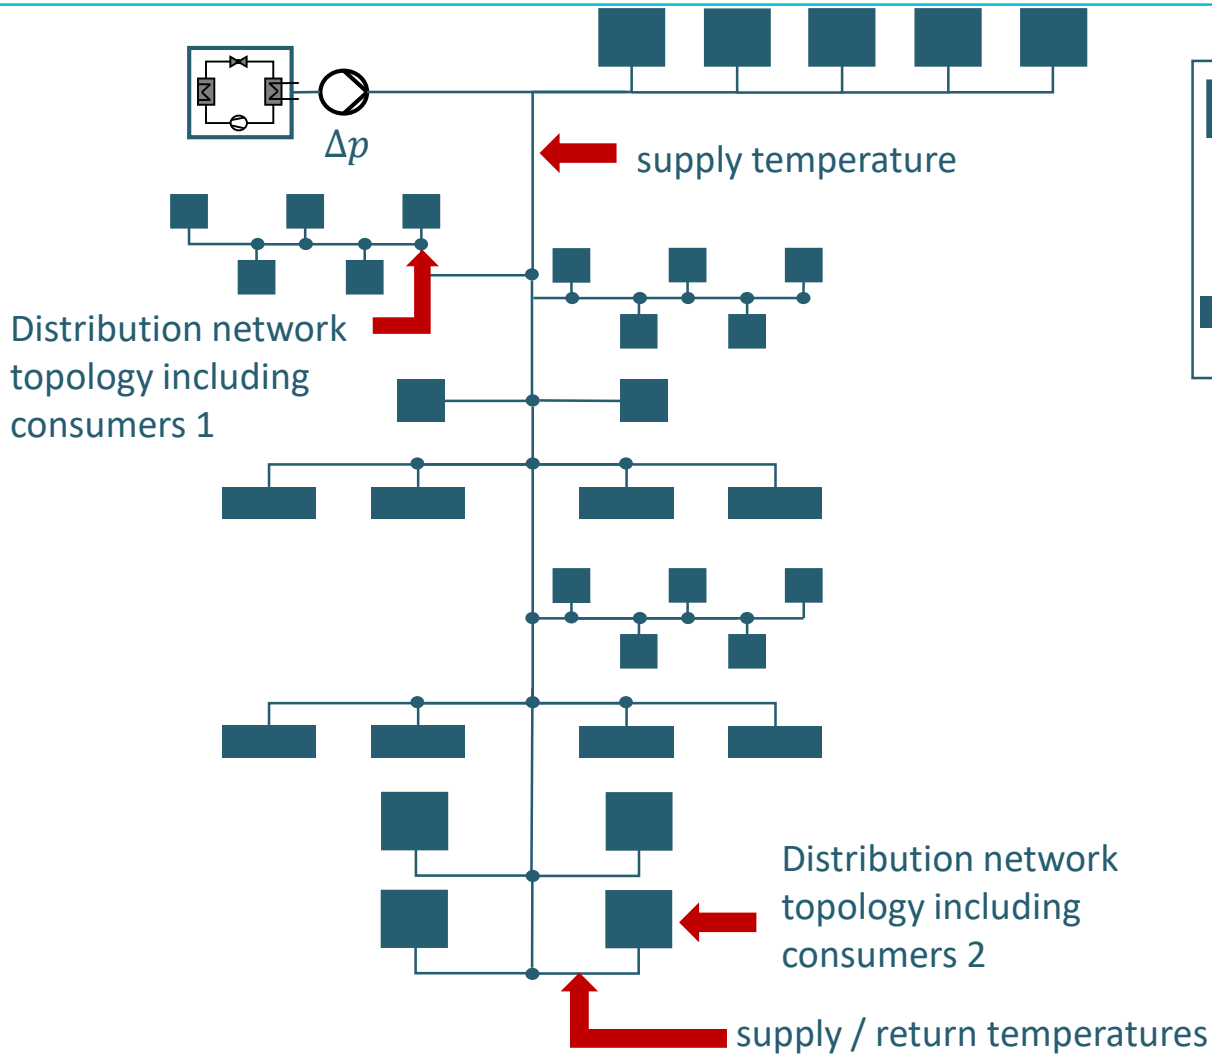 Δp
supply temperature
Distribution network
topology including
consumers 1
Distribution network
topology including
consumers 2
supply / return temperatures